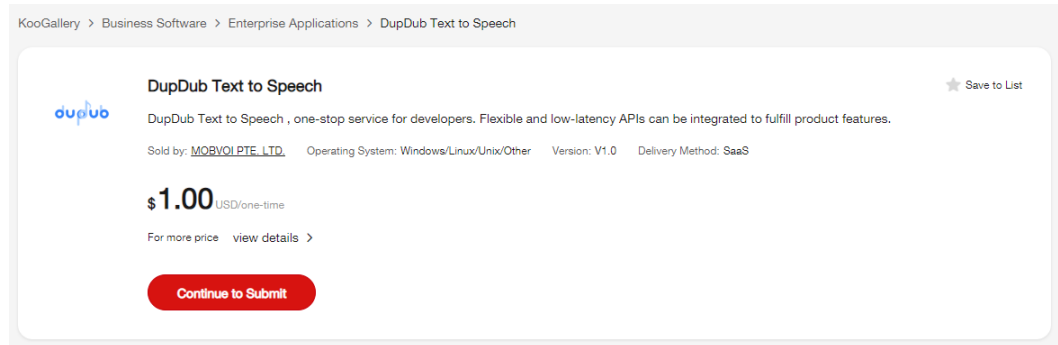 KooGallery > Business Software > Enterprise Applications > DupDub Text to Speech
DupDub Text to Speech
Save to List
dupdub
DupDub Text to Speech , one-stop service for developers. Flexible and low-latency APIs can be integrated to fulfill product features.
Sold by: MOBVOI PTE. LTD. Operating System: Windows/Linux/Unix/Other Version: V1.0 Delivery Method: SaaS
$1.00 USD/one-time
For more price view details >
Continue to Submit